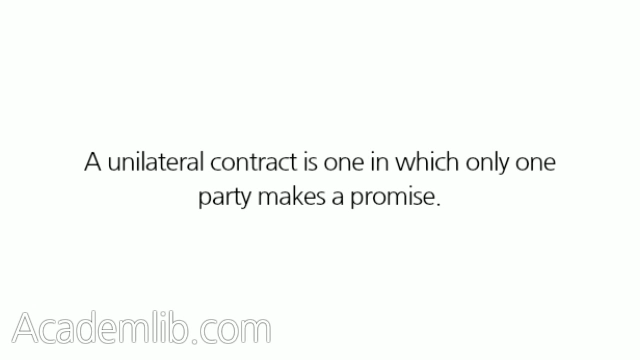 A unilateral contract is one in which only one
party makes a promise.
Academlib.com